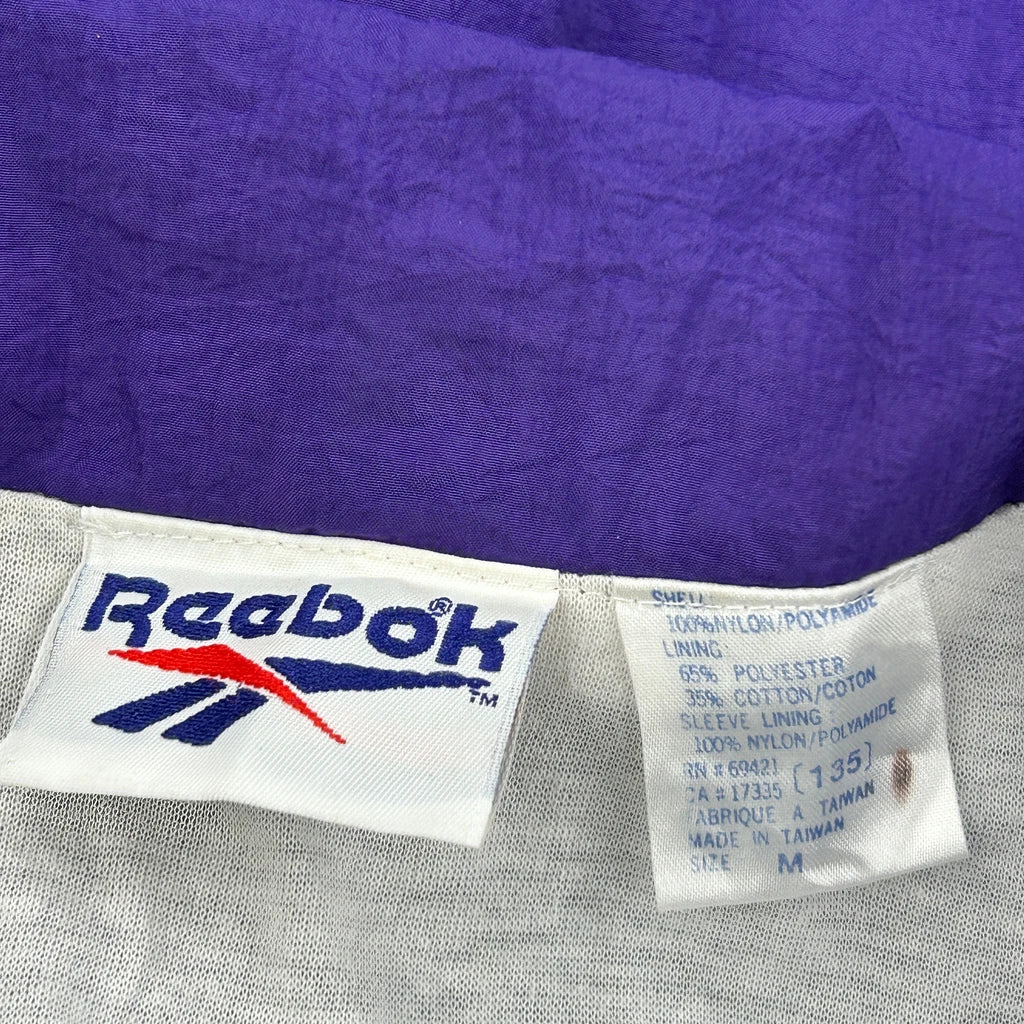 Reebok®
TM
SHELL
100% NYLON/POLYAMIDE
LINING
65% POLYESTER
35% COTTON/COTON
SLEEVE LINING:
100% NYLON/POLYAMIDE
RN # 69421 (135)
CA # 17335
FABRIQUE A TAIWAN
MADE IN TAIWAN
SIZE M